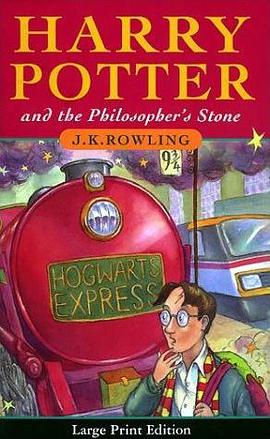 HARRY
POTTER
and the Philosopher's Stone
J.K.ROWLING
9¾
HOGWARTS
EXPRESS
Large Print Edition